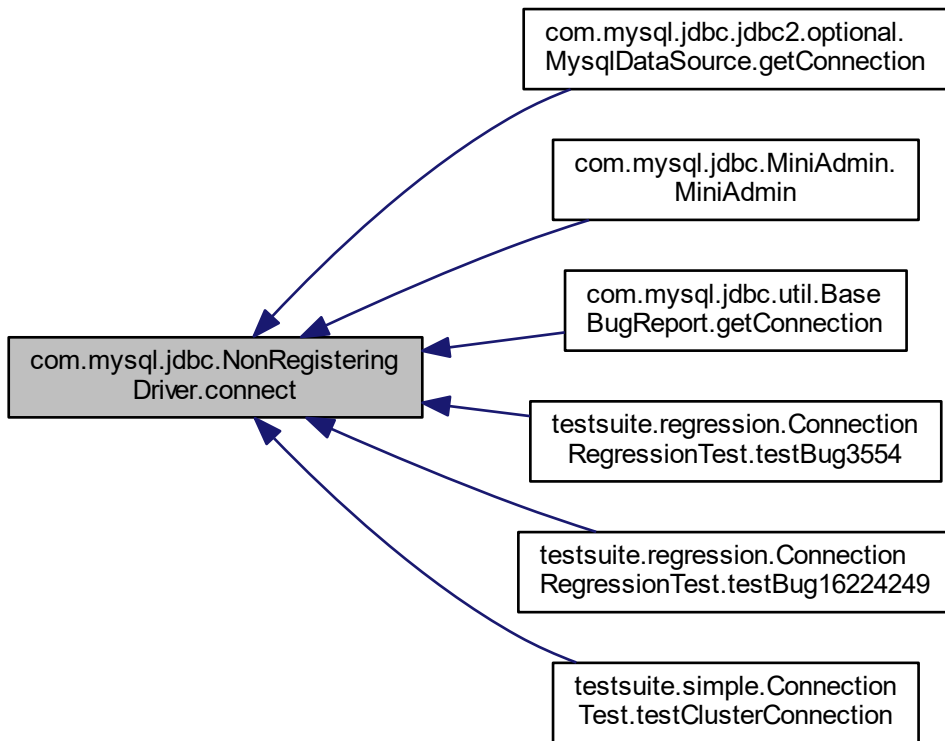 com.mysql.jdbc.jdbc2.optional.
MysqlDataSource.getConnection
com.mysql.jdbc.MiniAdmin.
MiniAdmin
com.mysql.jdbc.util.Base
BugReport.getConnection
com.mysql.jdbc.NonRegistering
Driver.connect
testsuite.regression.Connection
RegressionTest.testBug3554
testsuite.regression.Connection
RegressionTest.testBug16224249
testsuite.simple.Connection
Test.testClusterConnection